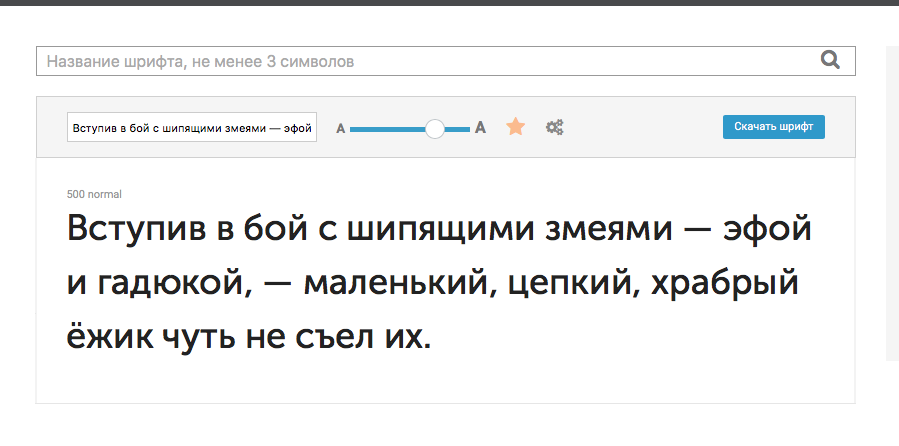 Название шрифта, не менее 3 символов
Вступив в бой с шипящими змеями — эфой
A A Скачать шрифт
500 normal
Вступив в бой с шипящими змеями — эфой
и гадюкой, — маленький, цепкий, храбрый
ёжик чуть не съел их.